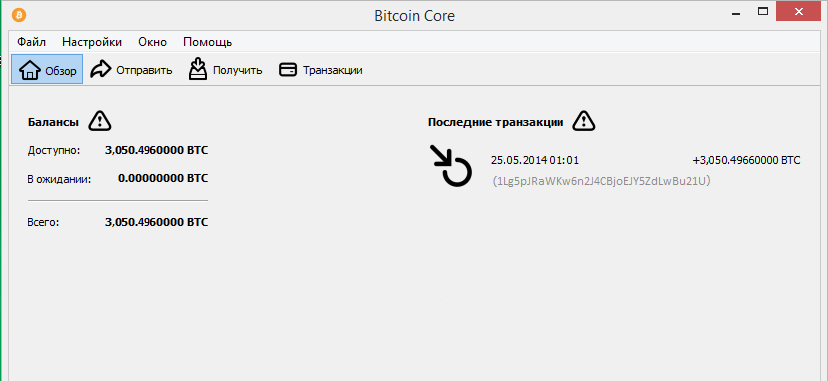 Bitcoin Core
Файл Настройки Окно Помощь
Обзор Отправить Получить Транзакции
Балансы
Доступно: 3,050.4960000 BTC
В ожидании: 0.00000000 BTC
Всего: 3,050.4960000 BTC
Последние транзакции
25.05.2014 01:01 +3,050.49660000 BTC
(1Lg5pJRaWKw6n2J4CBjoEJY5ZdLwBu21U)